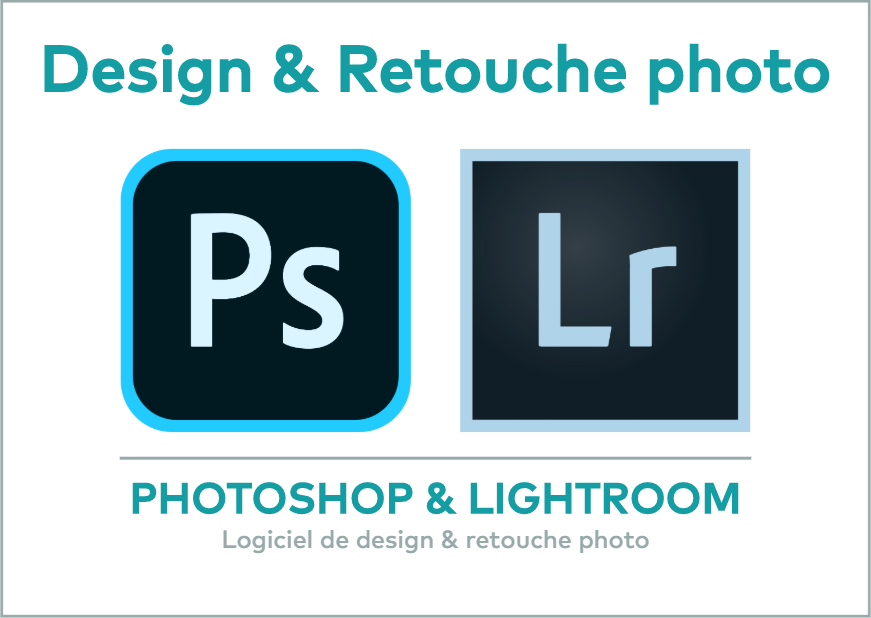 Design & Retouche photo
Ps
Lr
PHOTOSHOP & LIGHTROOM
Logiciel de design & retouche photo